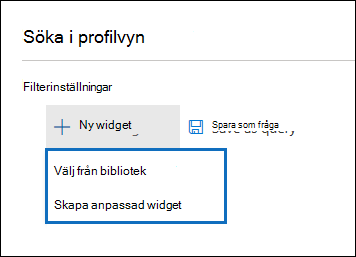 Söka i profilvyn
Filterinställningar
Ny widget
Spara som fråga
Välj från bibliotek
Skapa anpassad widget